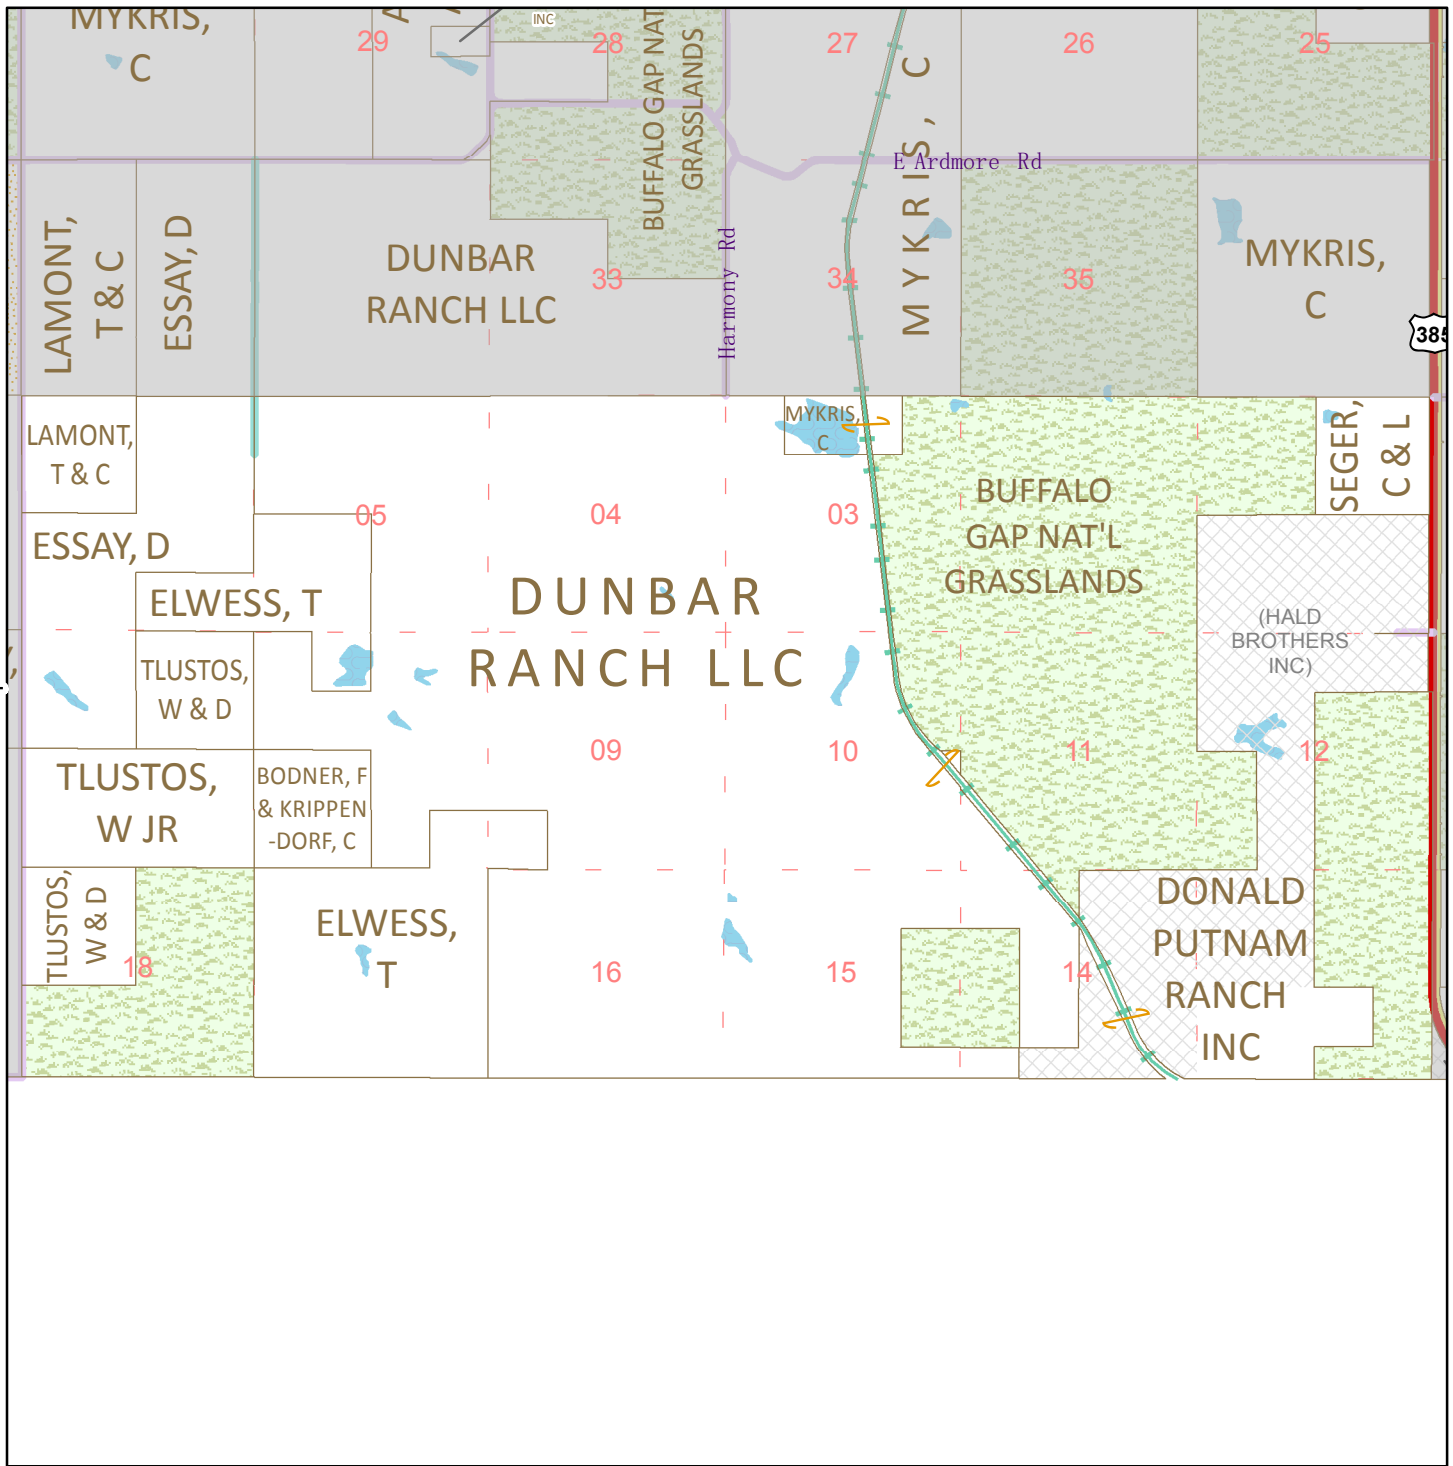 MYKRIS,
C
29
INC
28
BUFFALO GAP NAT
GRASSLANDS
27
MYKRIS, C
26
25
E Ardmore Rd
LAMONT,
T & C
ESSAY, D
DUNBAR
RANCH LLC
33
Harmony Rd
34
35
MYKRIS,
C
385
LAMONT,
T & C
05
04
MYKRIS,
C
03
BUFFALO
GAP NAT'L
GRASSLANDS
SEGER,
C & L
ESSAY, D
ELWESS, T
DUNBAR
RANCH LLC
(HALD
BROTHERS
INC)
TLUSTOS,
W & D
09
10
11
12
TLUSTOS,
W JR
BODNER, F
& KRIPPEN
-DORF, C
TLUSTOS,
W & D
18
ELWESS,
T
16
15
14
DONALD
PUTNAM
RANCH
INC